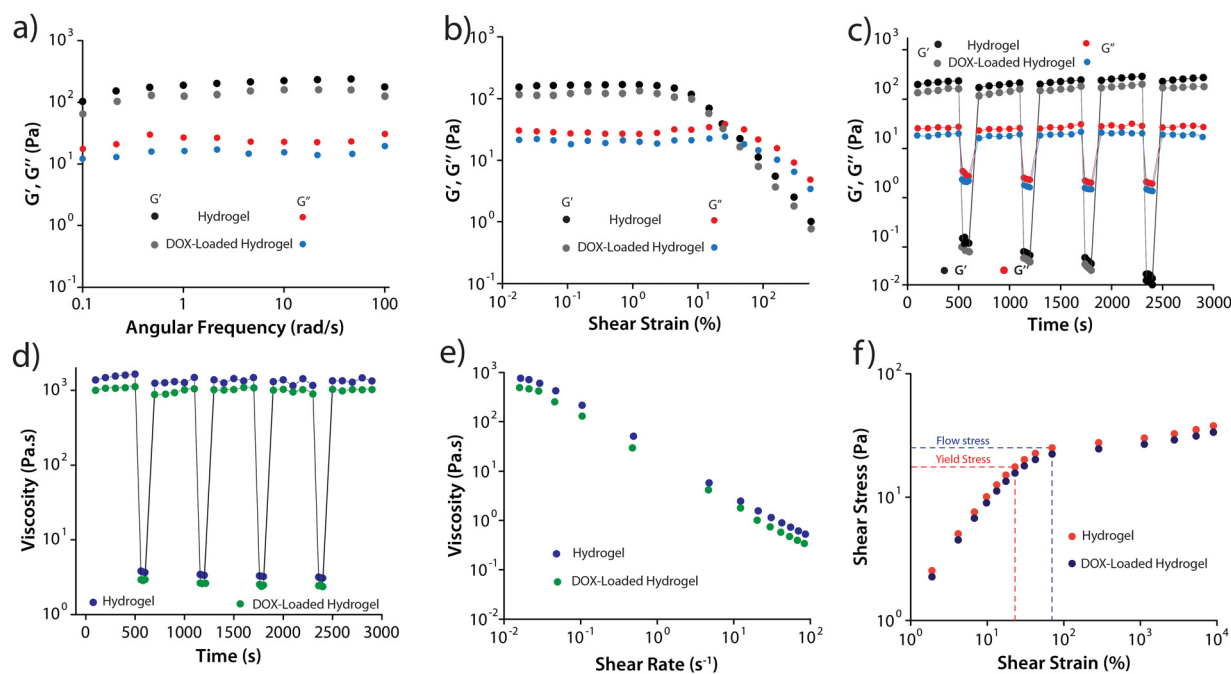 a)
10³
10²
10¹
10⁰
10⁻¹
G′, G″ (Pa)
G′
G″
Hydrogel
DOX-Loaded Hydrogel
0.1
1
10
100
Angular Frequency (rad/s)
b)
10³
10²
10¹
10⁰
10⁻¹
G′, G″ (Pa)
G′
G″
Hydrogel
DOX-Loaded Hydrogel
10⁻²
10⁻¹
10⁰
10¹
10²
Shear Strain (%)
c)
G′
Hydrogel
G″
DOX-Loaded Hydrogel
10³
10²
10¹
10⁰
10⁻¹
10⁻²
G′, G″ (Pa)
G′
G″
0
500
1000
1500
2000
2500
3000
Time (s)
d)
10³
10²
10¹
10⁰
Viscosity (Pa.s)
Hydrogel
DOX-Loaded Hydrogel
0
500
1000
1500
2000
2500
3000
Time (s)
e)
10³
10²
10¹
10⁰
10⁻¹
10⁻²
Viscosity (Pa.s)
Hydrogel
DOX-Loaded Hydrogel
10⁻²
10⁻¹
10⁰
10¹
10²
Shear Rate (s⁻¹)
f)
10²
10¹
10⁰
Shear Stress (Pa)
Flow stress
Yield Stress
Hydrogel
DOX-Loaded Hydrogel
10⁰
10¹
10²
10³
10⁴
Shear Strain (%)